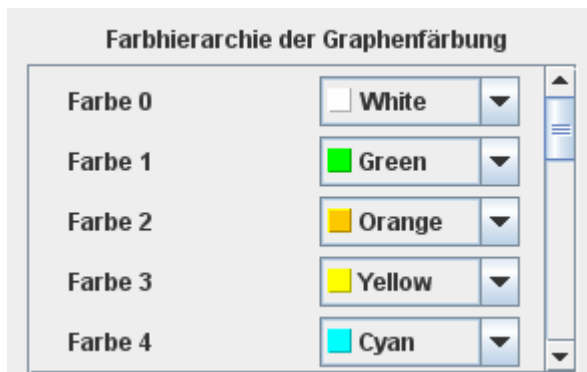 Farbhierarchie der Graphenfärbung
Farbe 0 White
Farbe 1 Green
Farbe 2 Orange
Farbe 3 Yellow
Farbe 4 Cyan